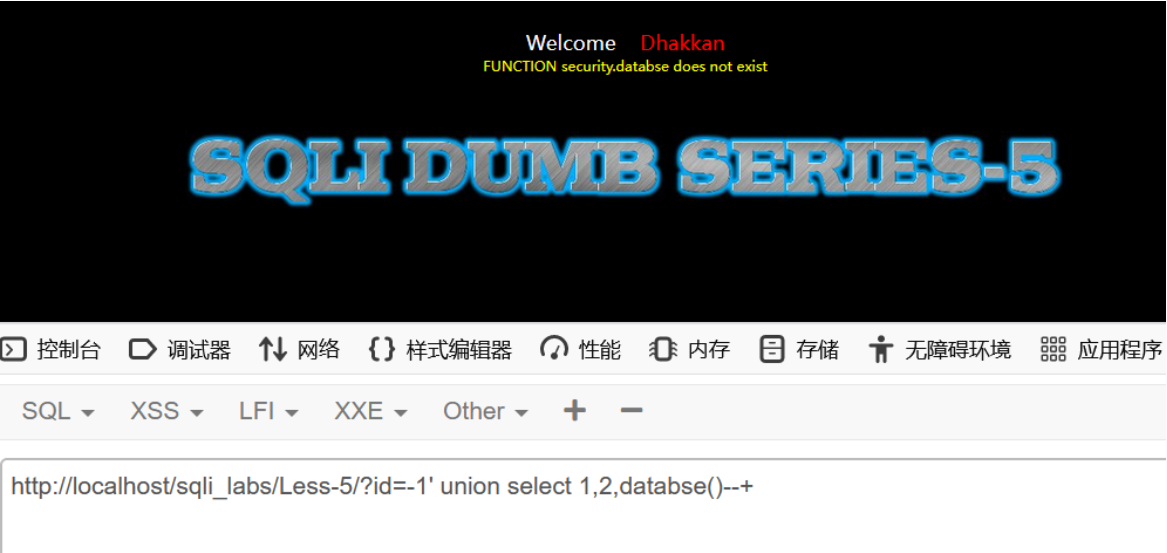 Welcome Dhakkan
FUNCTION security.databse does not exist
SQLI DUMB SERIES-5
控制台 调试器 网络 样式编辑器 性能 内存 存储 无障碍环境 应用程序
SQL XSS LFI XXE Other
http://localhost/sqli_labs/Less-5/?id=-1' union select 1,2,databse()--+